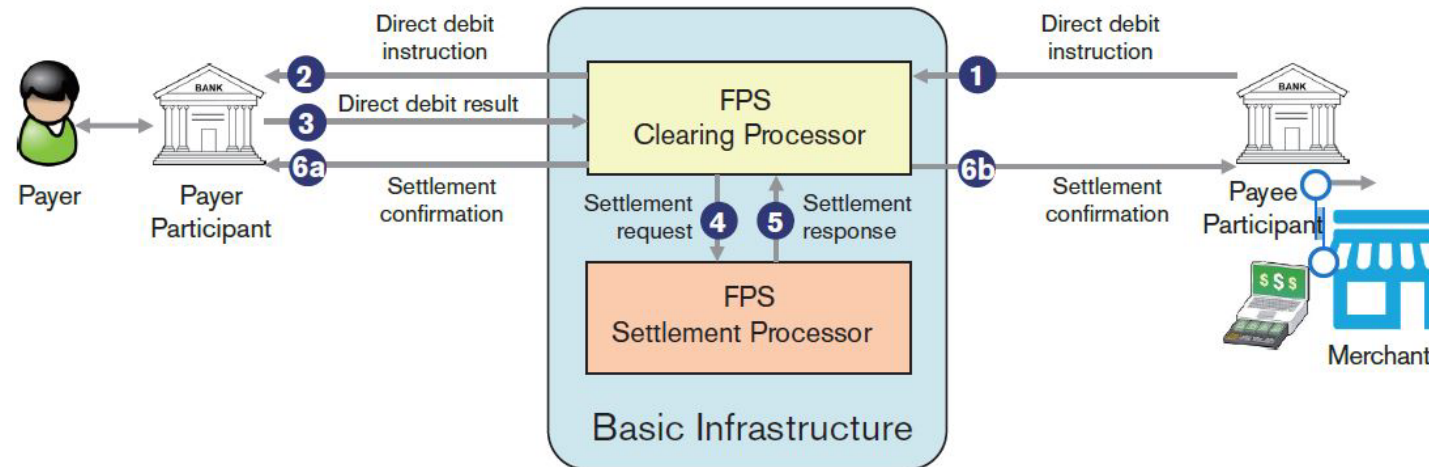 Direct debit
instruction
2
Direct debit result
3
6a
Settlement
confirmation
Payer
BANK
Payer
Participant
FPS
Clearing Processor
Settlement
request
4
5
Settlement
response
FPS
Settlement Processor
Basic Infrastructure
Direct debit
instruction
1
6b
Settlement
confirmation
BANK
Payee
Participant
$ $ $
Merchant